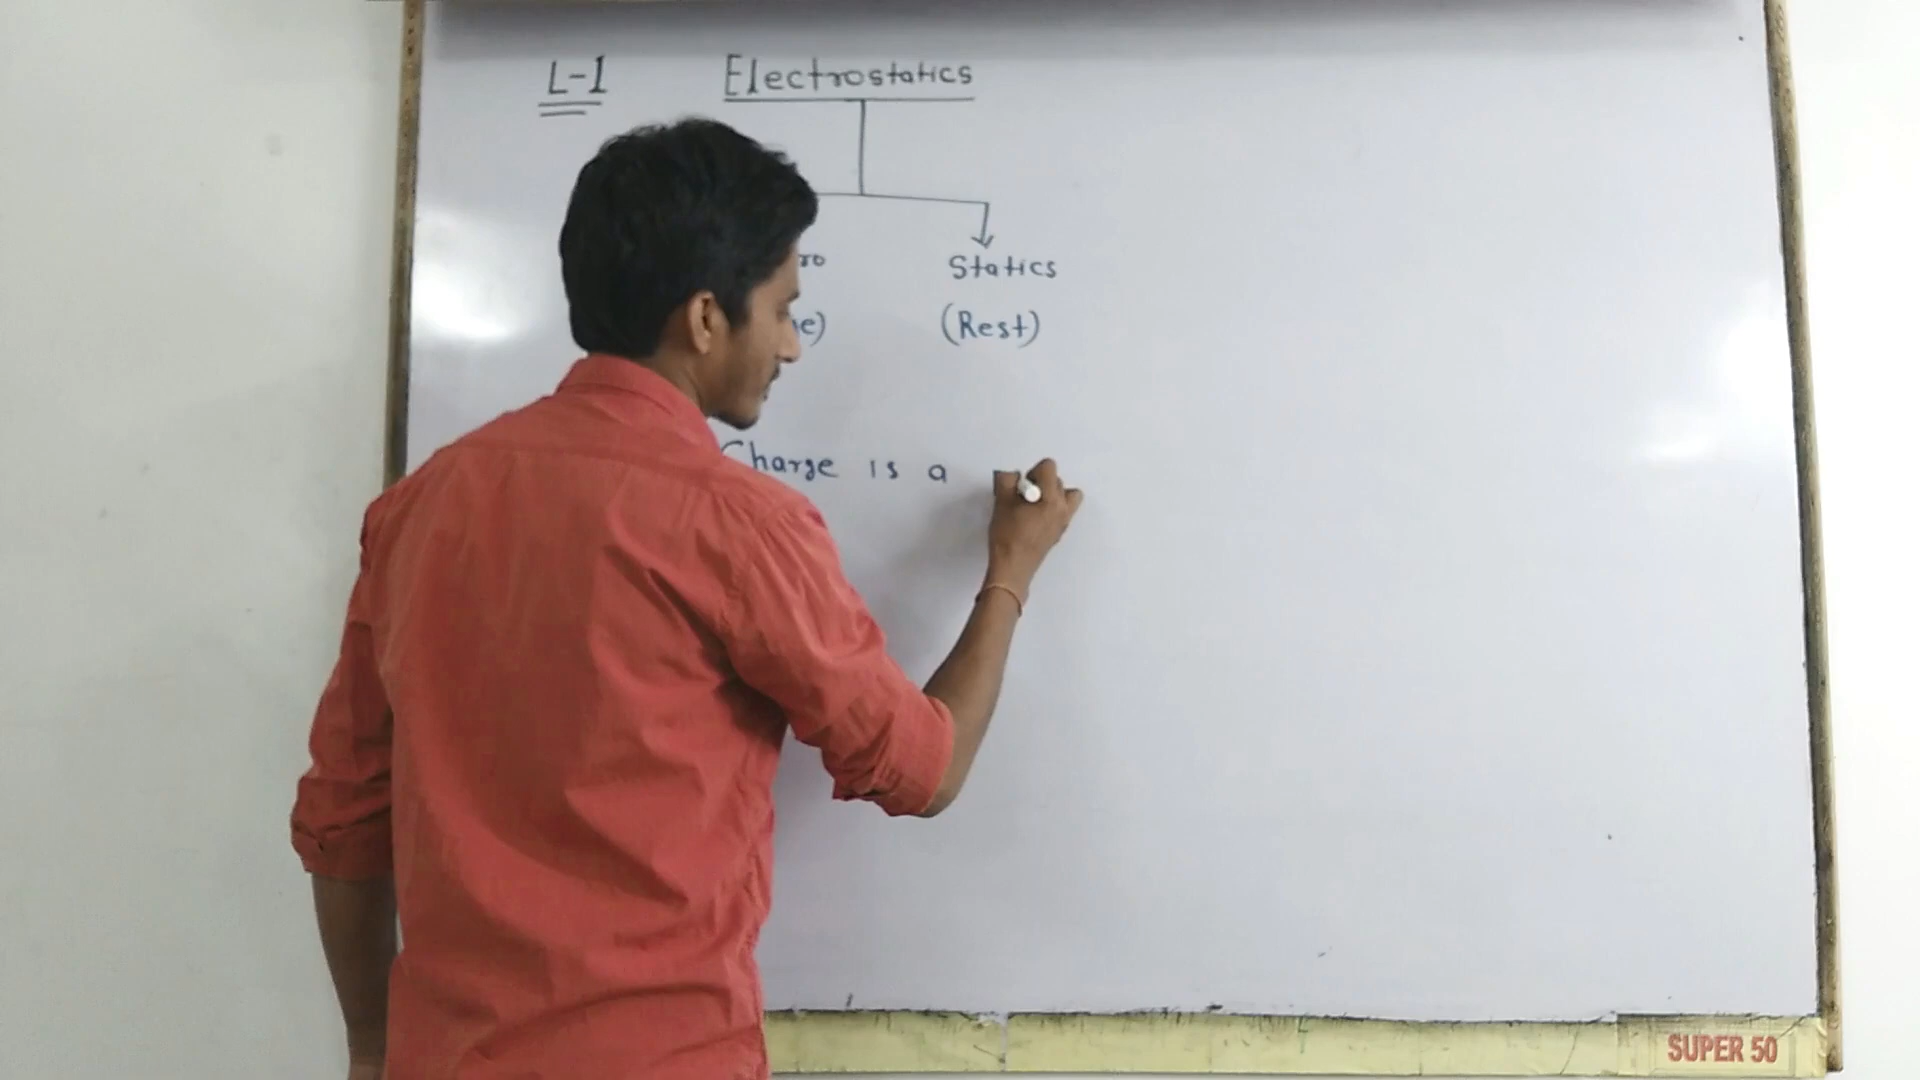 L-1 Electrostatics
Statics
(Rest)
Charge is a
SUPER 50